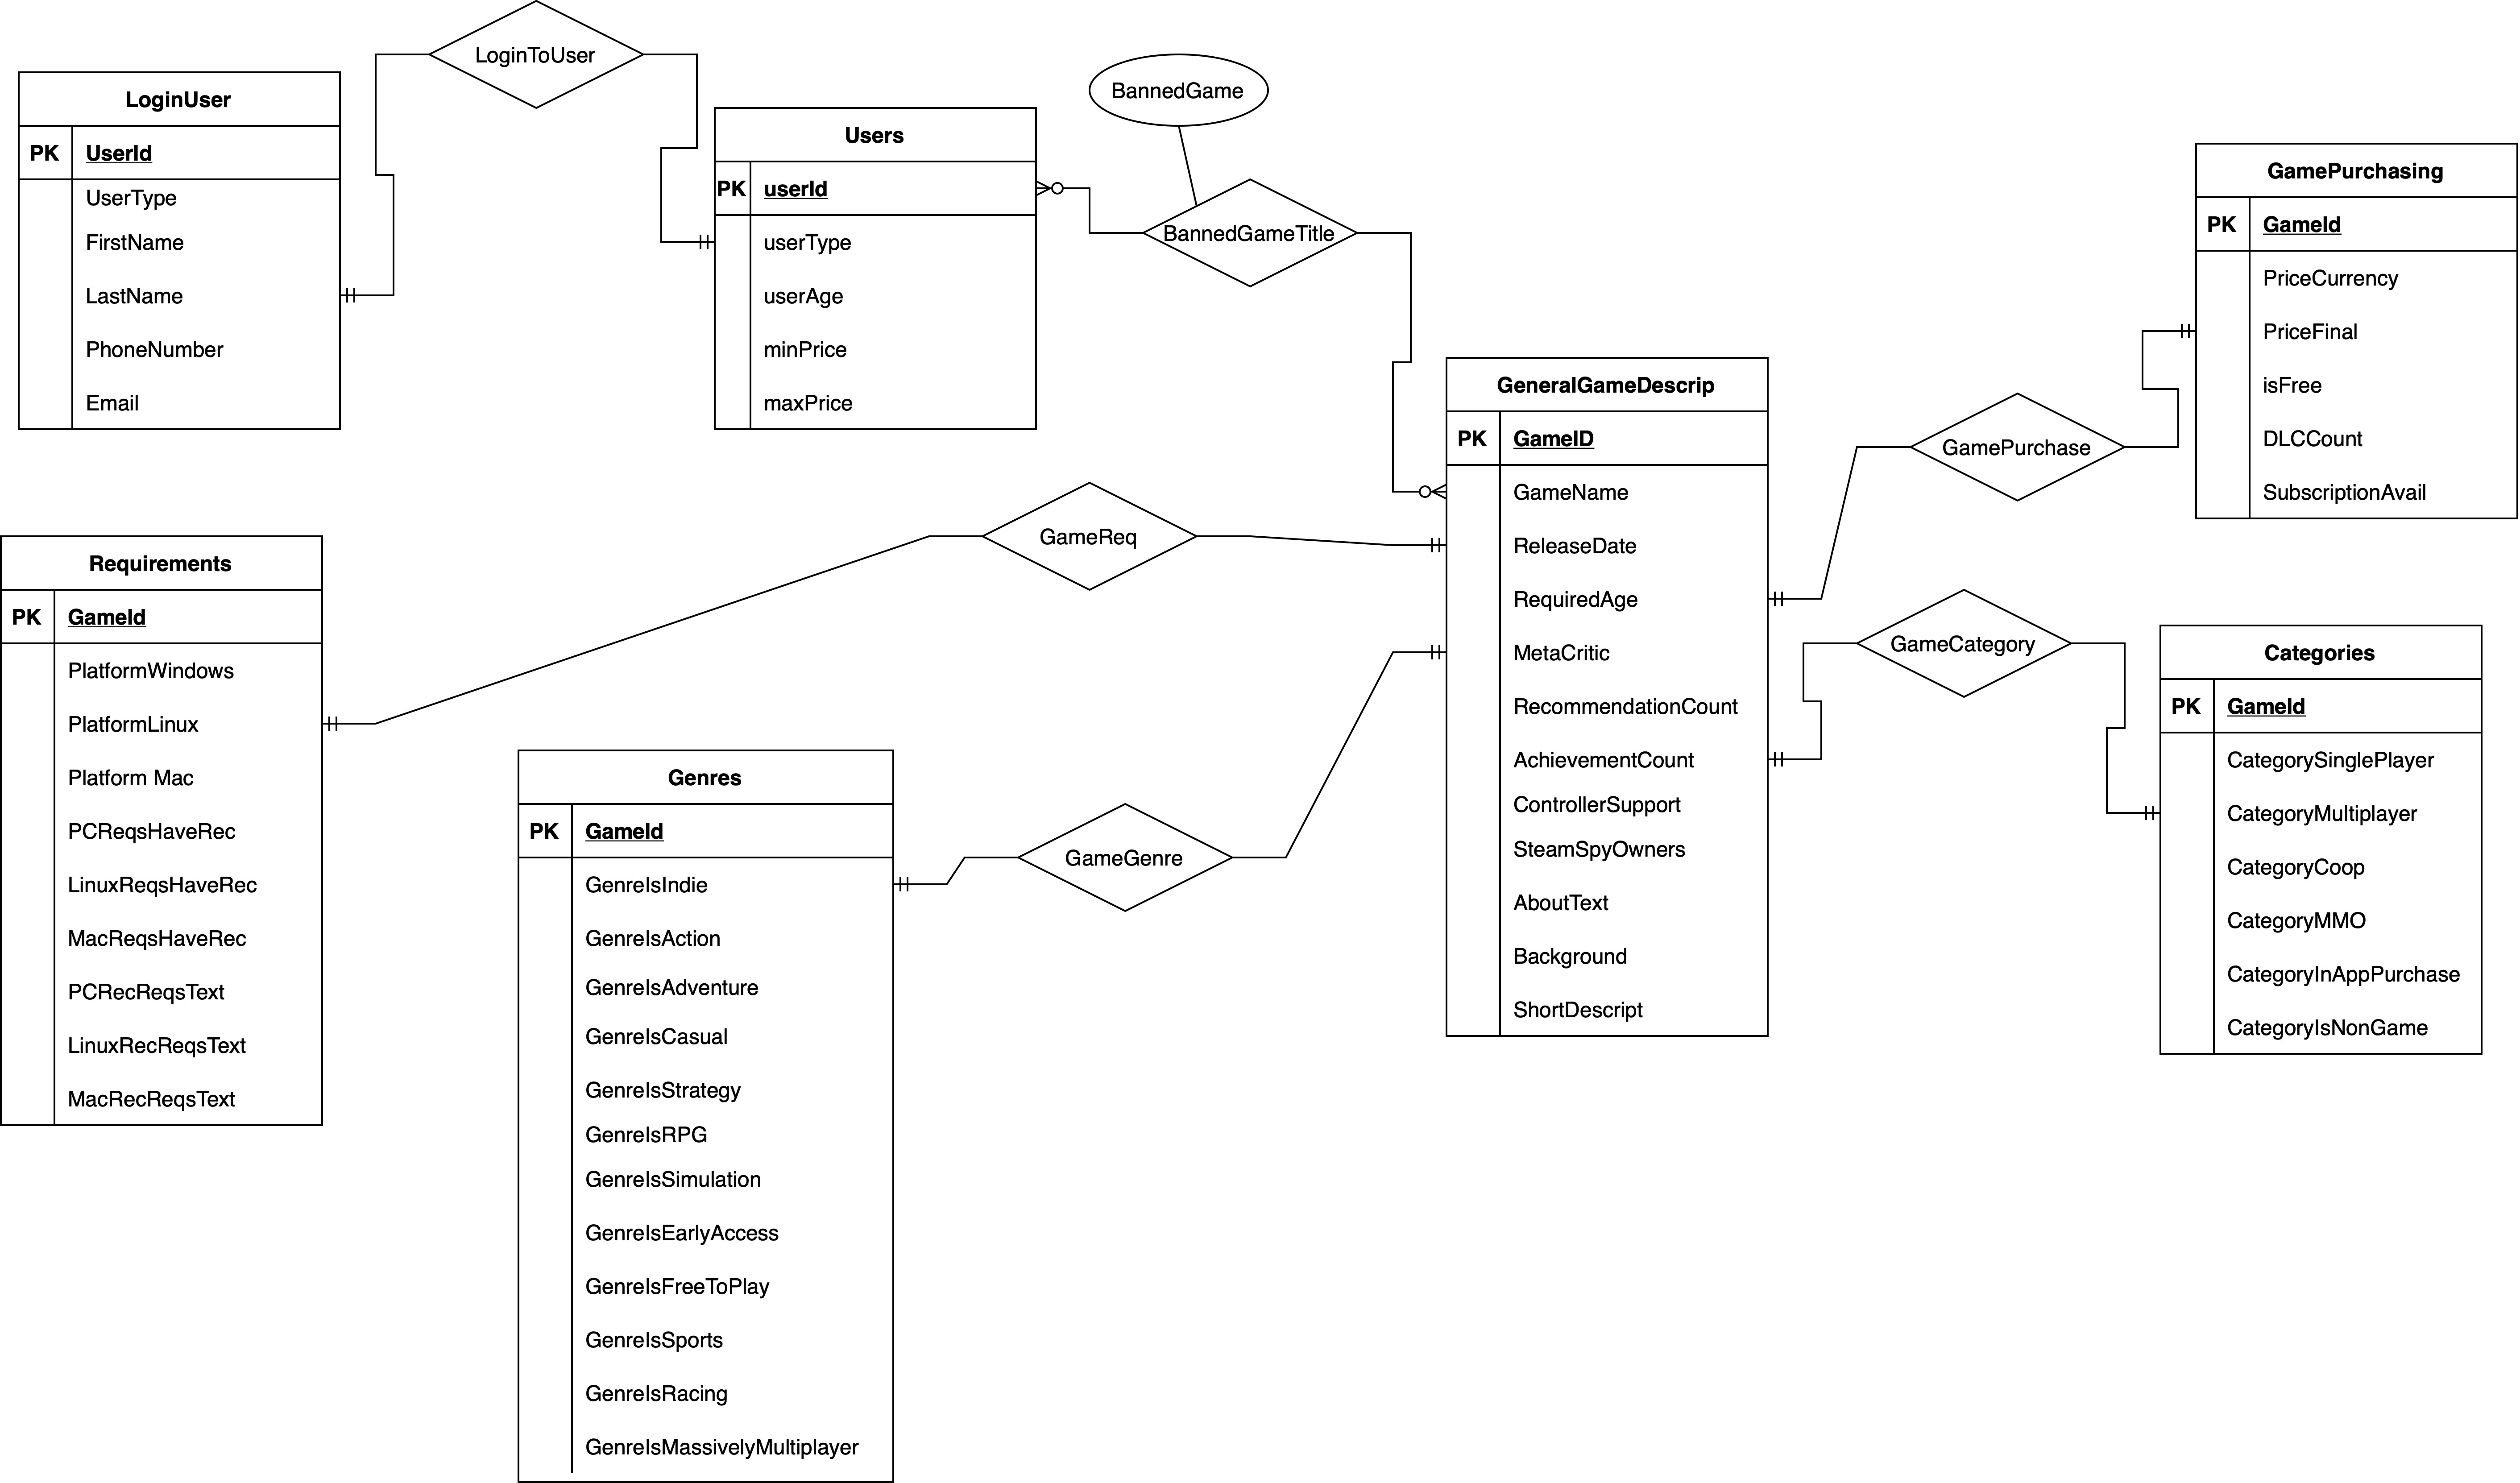 LoginToUser
BannedGame
LoginUser
PK UserId
UserType
FirstName
LastName
PhoneNumber
Email
Users
PK userId
userType
userAge
minPrice
maxPrice
BannedGameTitle
GamePurchasing
PK GameId
PriceCurrency
PriceFinal
isFree
DLCCount
SubscriptionAvail
GeneralGameDescrip
PK GameID
GameName
ReleaseDate
RequiredAge
MetaCritic
RecommendationCount
AchievementCount
ControllerSupport
SteamSpyOwners
AboutText
Background
ShortDescript
GamePurchase
GameReq
Requirements
PK GameId
PlatformWindows
PlatformLinux
Platform Mac
PCReqsHaveRec
LinuxReqsHaveRec
MacReqsHaveRec
PCRecReqsText
LinuxRecReqsText
MacRecReqsText
GameCategory
Categories
PK GameId
CategorySinglePlayer
CategoryMultiplayer
CategoryCoop
CategoryMMO
CategoryInAppPurchase
CategoryIsNonGame
Genres
PK GameId
GenreIsIndie
GenreIsAction
GenreIsAdventure
GenreIsCasual
GenreIsStrategy
GenreIsRPG
GenreIsSimulation
GenreIsEarlyAccess
GenreIsFreeToPlay
GenreIsSports
GenreIsRacing
GenreIsMassivelyMultiplayer
GameGenre